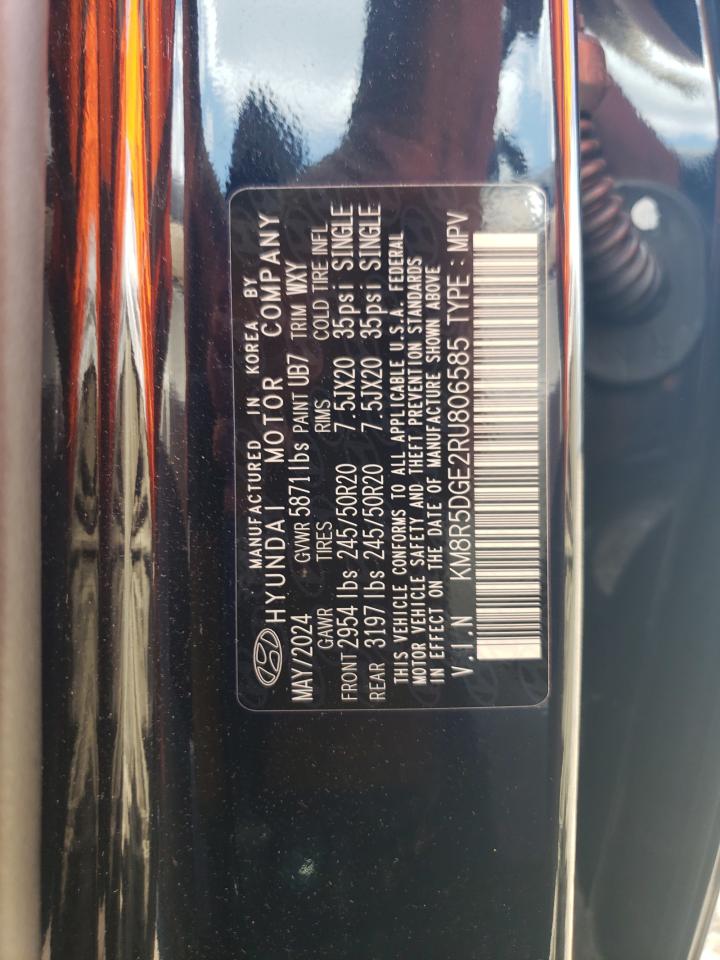 MANUFACTURED IN KOREA BY
HYUNDAI MOTOR COMPANY
MAY/2024 GVWR 5871 lbs PAINT UB7 TRIM WXY
GAWR TIRES RIMS COLD TIRE INFL
FRONT 2954 lbs 245/50R20 7.5JX20 35psi SINGLE
REAR 3197 lbs 245/50R20 7.5JX20 35psi SINGLE
THIS VEHICLE CONFORMS TO ALL APPLICABLE U.S.A. FEDERAL
MOTOR VEHICLE SAFETY AND THEFT PREVENTION STANDARDS
IN EFFECT ON THE DATE OF MANUFACTURE SHOWN ABOVE
V.I.N KM8R5DGE2RU806585 TYPE : MPV